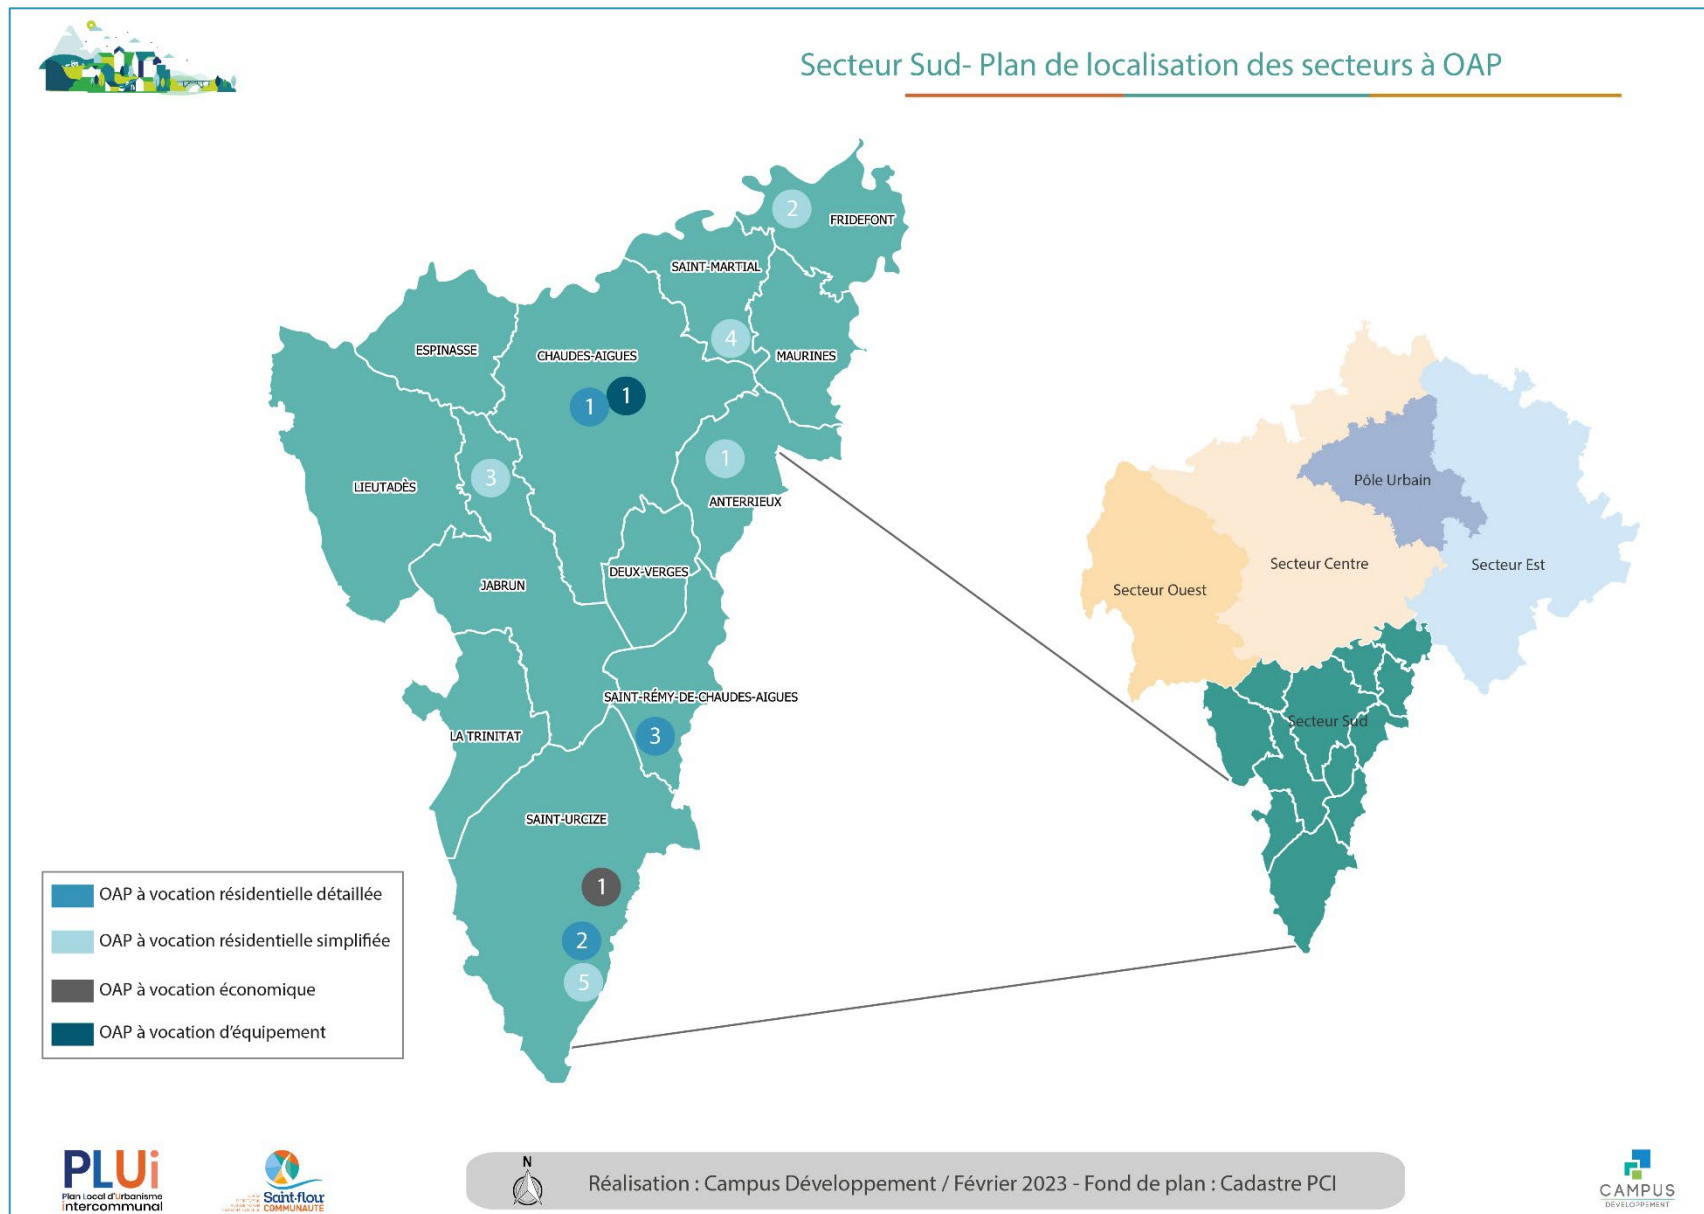 Secteur Sud- Plan de localisation des secteurs à OAP
2
FRIDEFONT
SAINT-MARTIAL
4
MAURINES
ESPINASSE
CHAUDES-AIGUES
1
1
1
ANTERRIEUX
3
LIEUTADÈS
DEUX-VERGES
JABRUN
SAINT-RÉMY-DE-CHAUDES-AIGUES
3
LA TRINITAT
SAINT-URCIZE
1
2
5
Pôle Urbain
Secteur Centre
Secteur Est
Secteur Ouest
Secteur Sud
OAP à vocation résidentielle détaillée
OAP à vocation résidentielle simplifiée
OAP à vocation économique
OAP à vocation d'équipement
PLUi
Plan Local d'Urbanisme
intercommunal
Saint-flour
COMMUNAUTÉ
N
Réalisation : Campus Développement / Février 2023 - Fond de plan : Cadastre PCI
CAMPUS
DÉVELOPPEMENT